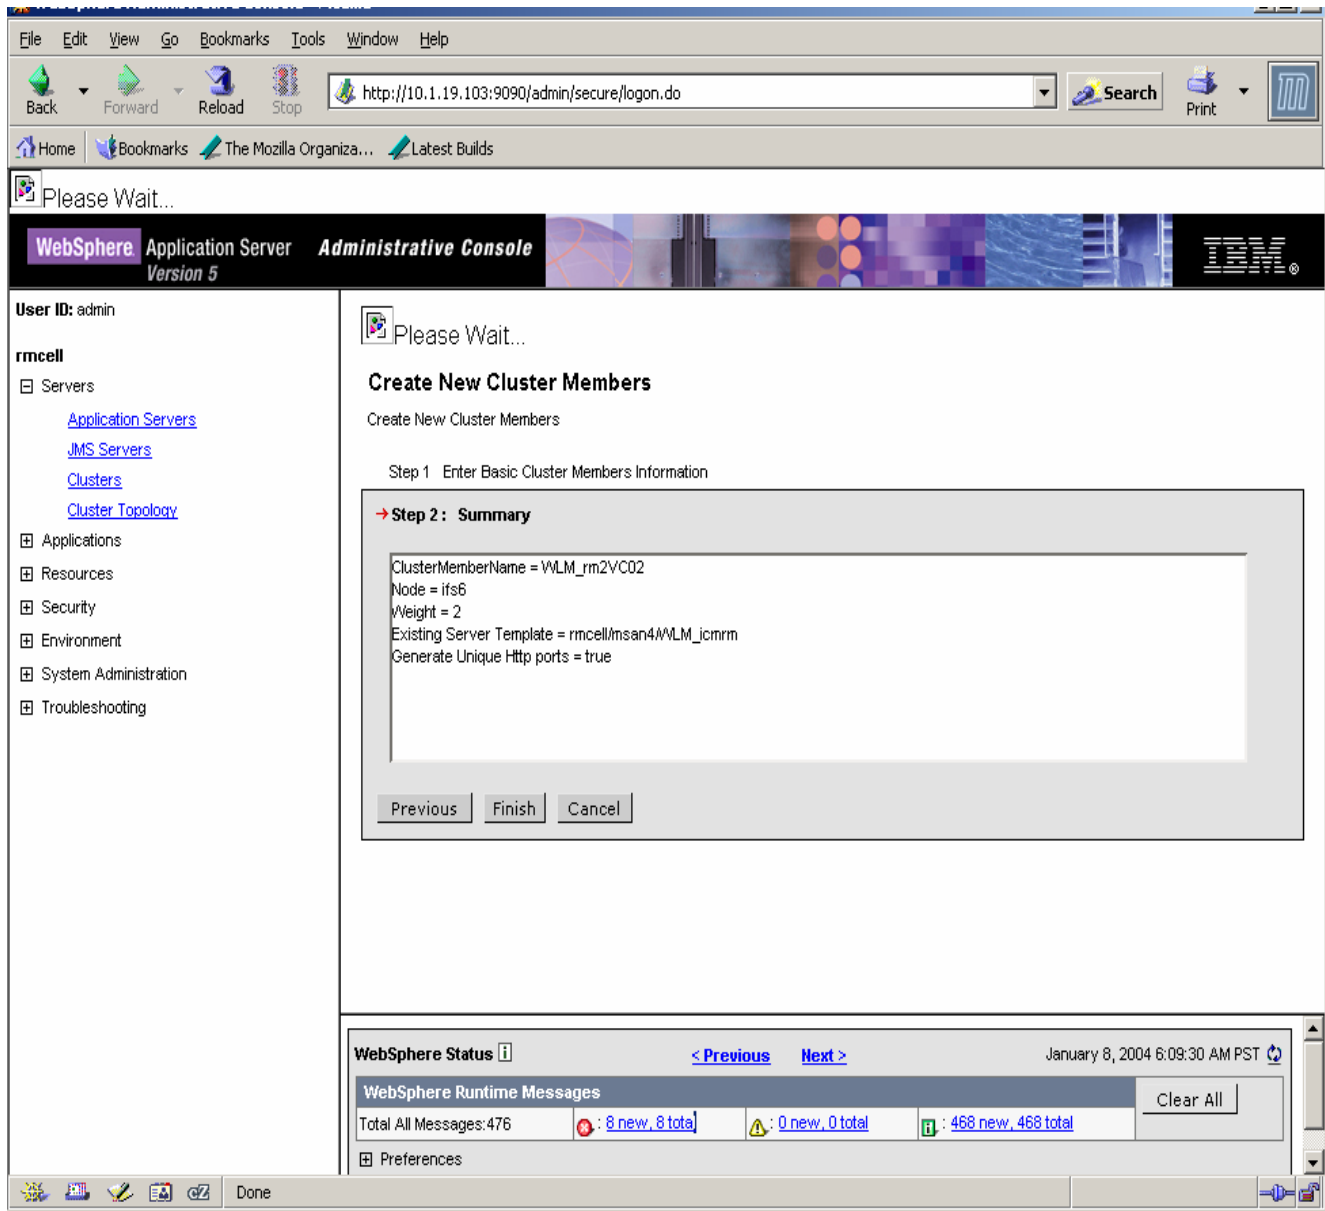 File Edit View Go Bookmarks Tools Window Help
Back Forward Reload Stop http://10.1.19.103:9090/admin/secure/logon.do Search Print
Home Bookmarks The Mozilla Organiza... Latest Builds
Please Wait...
WebSphere Application Server Administrative Console
Version 5
IBM®
User ID: admin
rmcell
Servers
Application Servers
JMS Servers
Clusters
Cluster Topology
Applications
Resources
Security
Environment
System Administration
Troubleshooting
Please Wait...
Create New Cluster Members
Create New Cluster Members
Step 1 Enter Basic Cluster Members Information
Step 2 : Summary
ClusterMemberName = WLM_rm2VC02
Node = ifs6
Weight = 2
Existing Server Template = rmcell/msan4/WLM_icmrm
Generate Unique Http ports = true
Previous Finish Cancel
WebSphere Status i < Previous Next > January 8, 2004 6:09:30 AM PST
WebSphere Runtime Messages Clear All
Total All Messages:476 : 8 new, 8 total : 0 new, 0 total : 468 new, 468 total
Preferences
Done